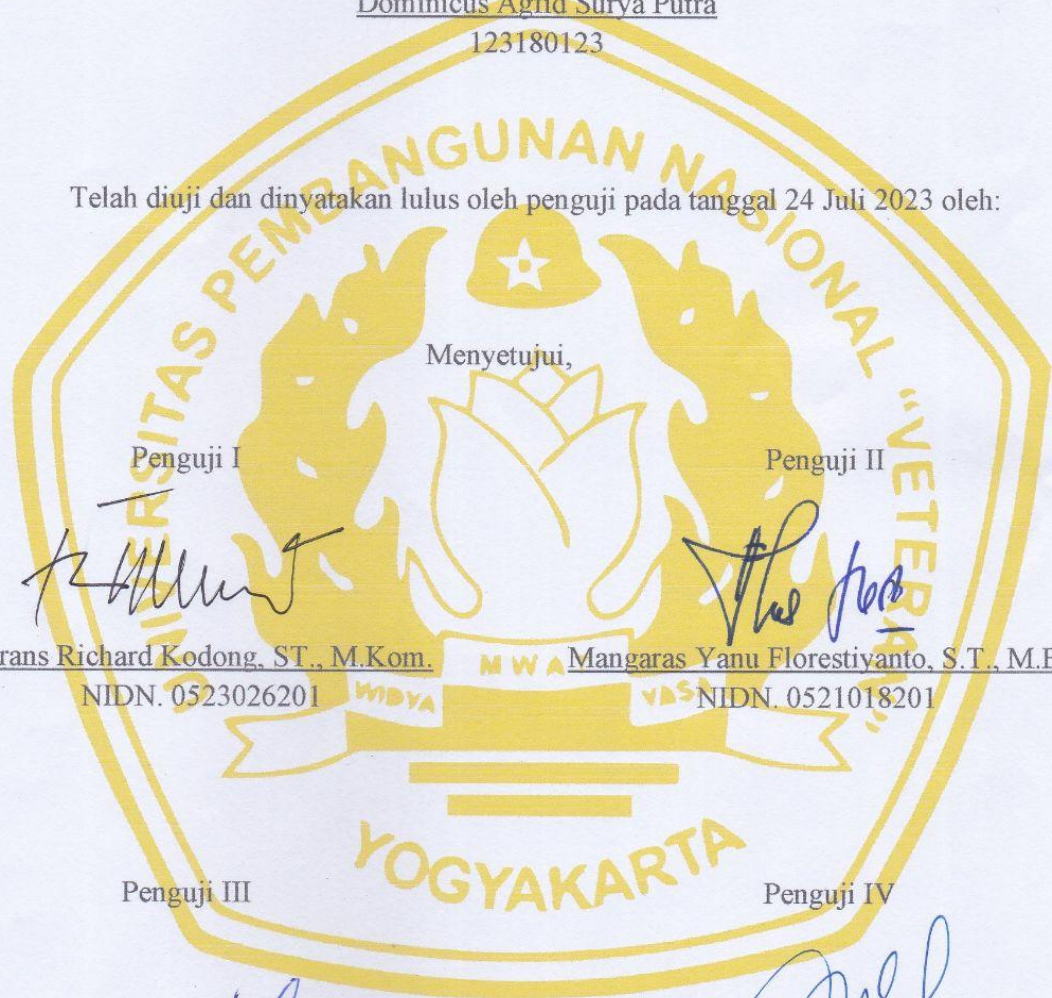 Dominicus Agfid Surya Putra
123180123
UNIVERSITAS PEMBANGUNAN NASIONAL "VETERAN"
Telah diuji dan dinyatakan lulus oleh penguji pada tanggal 24 Juli 2023 oleh:
Menyetujui,
Penguji I
Penguji II
rans Richard Kodong, ST., M.Kom.
Mangaras Yanu Florestiyanto, S.T., M.E
NIDN. 0523026201
NIDN. 0521018201
WIDYA MWA YASA
YOGYAKARTA
Penguji III
Penguji IV